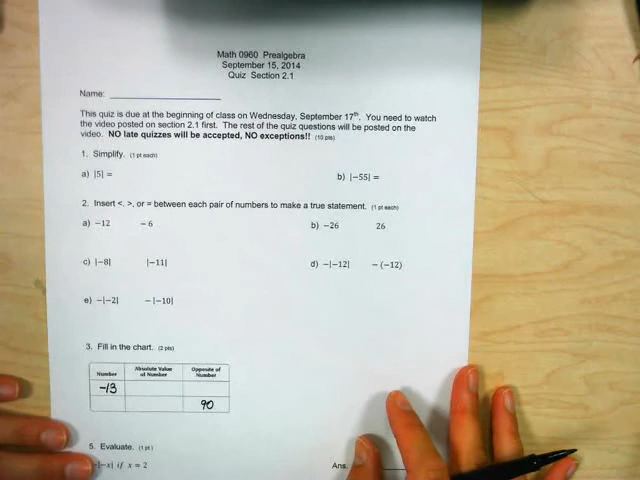 Math 0960 Prealgebra
September 15, 2014
Quiz Section 2.1
Name:
This quiz is due at the beginning of class on Wednesday, September 17th. You need to watch
the video posted on section 2.1 first. The rest of the quiz questions will be posted on the
video. NO late quizzes will be accepted, NO exceptions!! (10 pts)
1. Simplify. (1 pt each)
a) |5| = b) |−55| =
2. Insert <, >, or = between each pair of numbers to make a true statement. (1 pt each)
a) −12 −6 b) −26 26
c) |−8| |−11| d) −|−12| −(−12)
e) −|−2| −|−10|
3. Fill in the chart. (2 pts)
Number Absolute Value of Number Opposite of Number
-13
90
5. Evaluate. (1 pt)
−|−x| if x = 2 Ans.